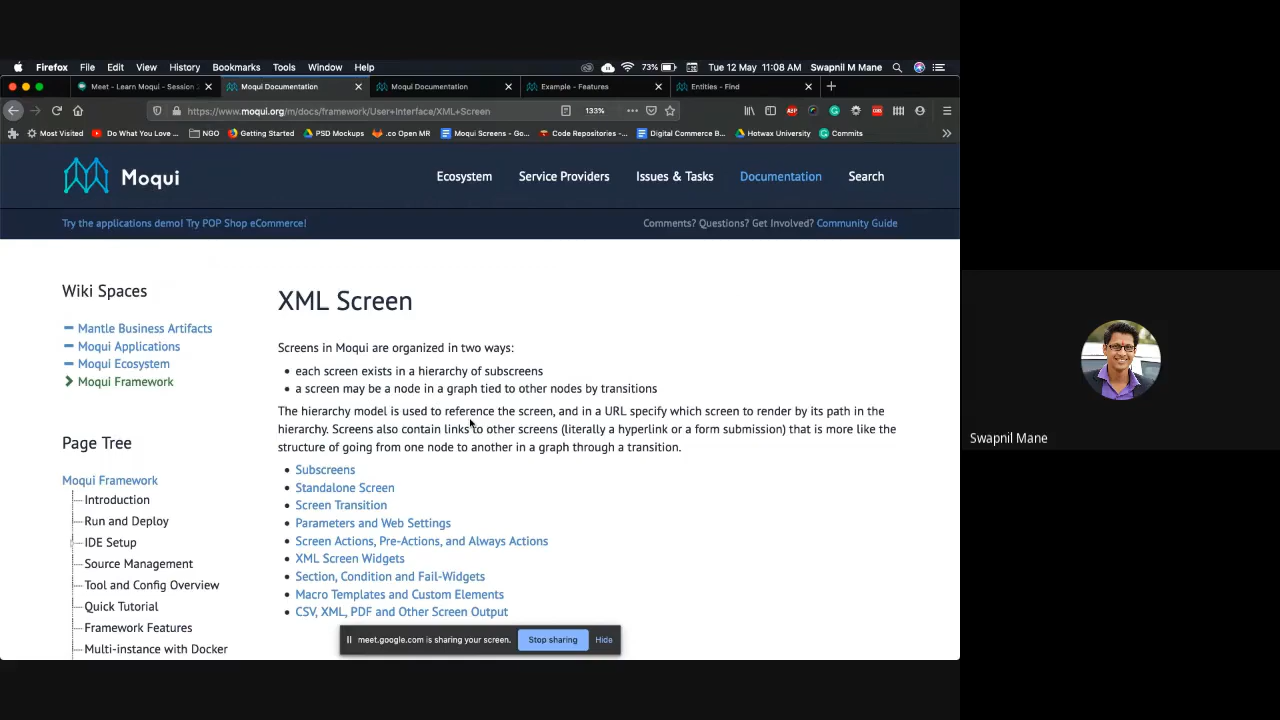 Firefox File Edit View History Bookmarks Tools Window Help 73% Tue 12 May 11:08 AM Swapnil M Mane
Meet - Learn Moqui - Session Moqui Documentation Moqui Documentation Example - Features Entities - Find
https://www.moqui.org/m/docs/framework/User+Interface/XML+Screen 133%
Most Visited Do What You Love ... NGO Getting Started PSD Mockups .co Open MR Moqui Screens - Go... Code Repositories -... Digital Commerce B... Hotwax University Commits
Moqui Ecosystem Service Providers Issues & Tasks Documentation Search
Try the applications demo! Try POP Shop eCommerce! Comments? Questions? Get Involved? Community Guide
Wiki Spaces
Mantle Business Artifacts
Moqui Applications
Moqui Ecosystem
Moqui Framework
Page Tree
Moqui Framework
Introduction
Run and Deploy
IDE Setup
Source Management
Tool and Config Overview
Quick Tutorial
Framework Features
Multi-instance with Docker
XML Screen
Screens in Moqui are organized in two ways:
each screen exists in a hierarchy of subscreens
a screen may be a node in a graph tied to other nodes by transitions
The hierarchy model is used to reference the screen, and in a URL specify which screen to render by its path in the
hierarchy. Screens also contain links to other screens (literally a hyperlink or a form submission) that is more like the
structure of going from one node to another in a graph through a transition.
Subscreens
Standalone Screen
Screen Transition
Parameters and Web Settings
Screen Actions, Pre-Actions, and Always Actions
XML Screen Widgets
Section, Condition and Fail-Widgets
Macro Templates and Custom Elements
CSV, XML, PDF and Other Screen Output
meet.google.com is sharing your screen. Stop sharing Hide
Swapnil Mane